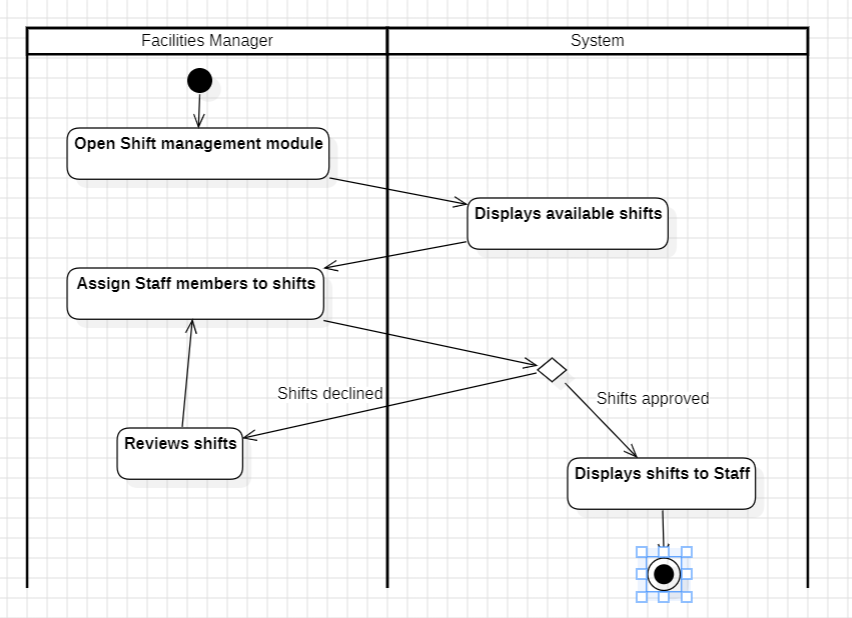 Facilities Manager
System
Open Shift management module
Displays available shifts
Assign Staff members to shifts
Shifts declined
Shifts approved
Reviews shifts
Displays shifts to Staff